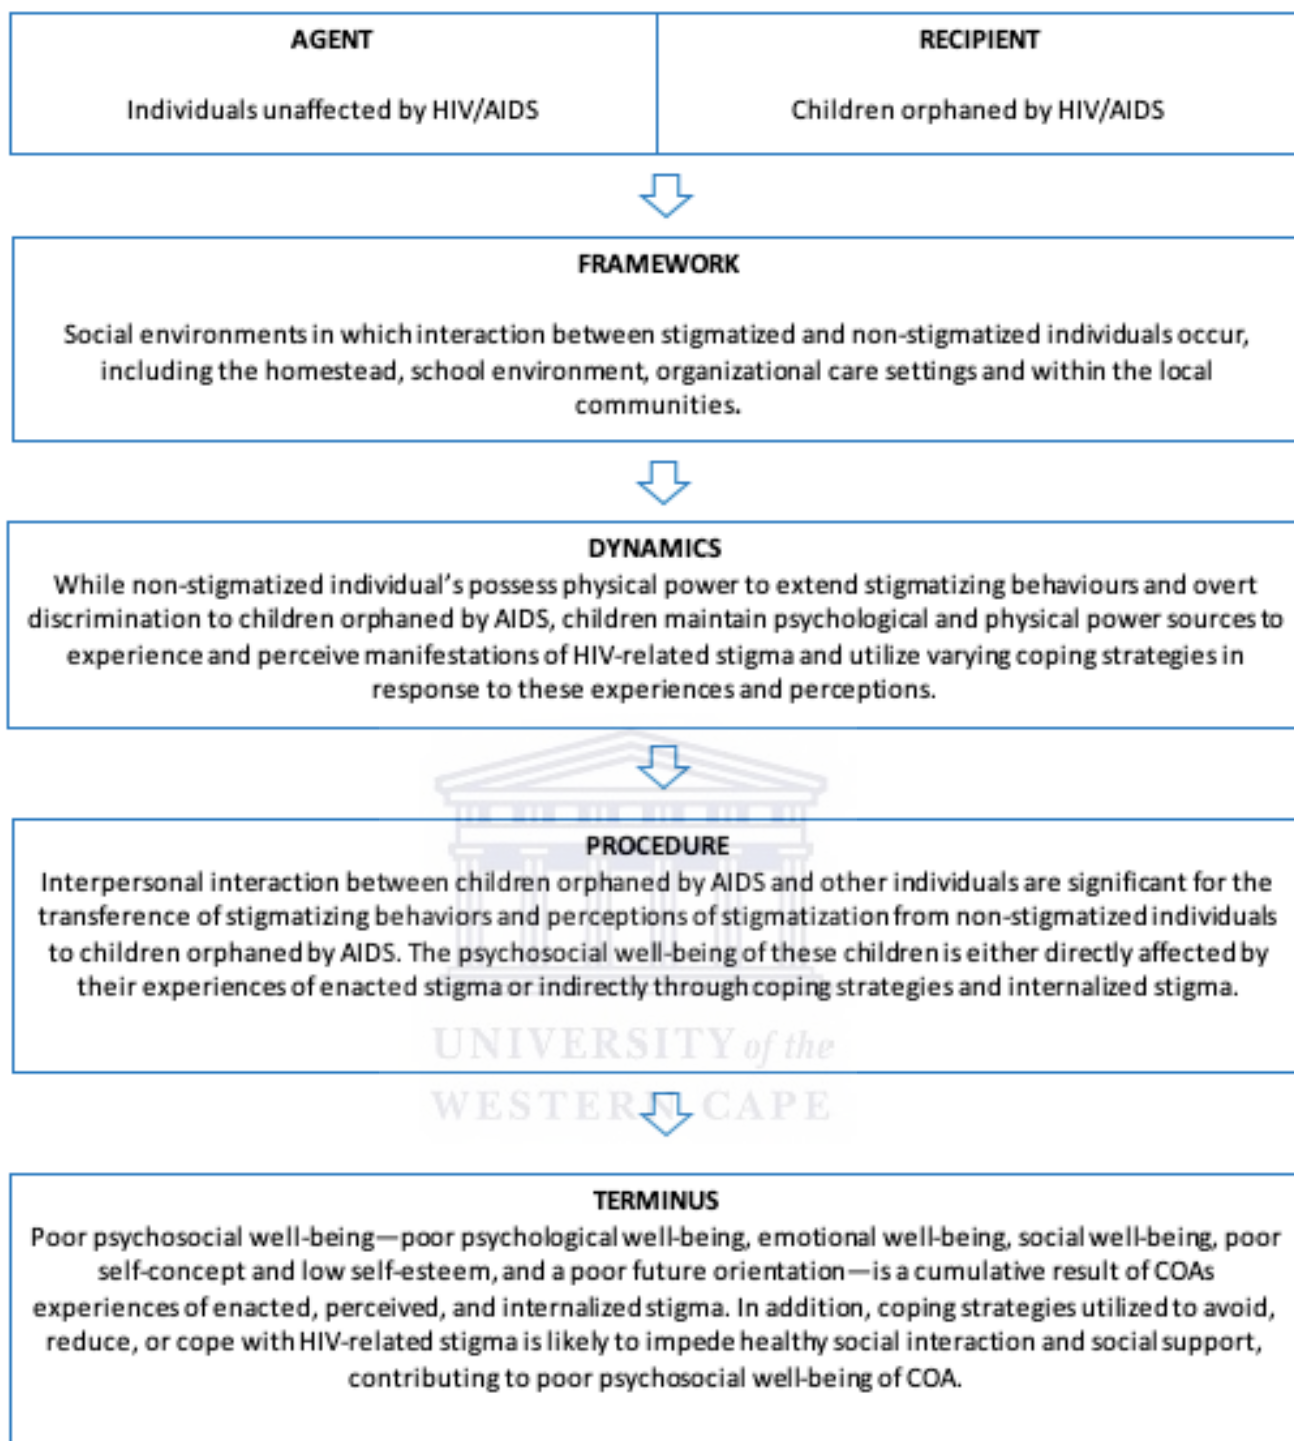 AGENT
Individuals unaffected by HIV/AIDS
RECIPIENT
Children orphaned by HIV/AIDS
FRAMEWORK
Social environments in which interaction between stigmatized and non-stigmatized individuals occur,
including the homestead, school environment, organizational care settings and within the local
communities.
DYNAMICS
While non-stigmatized individual's possess physical power to extend stigmatizing behaviours and overt
discrimination to children orphaned by AIDS, children maintain psychological and physical power sources to
experience and perceive manifestations of HIV-related stigma and utilize varying coping strategies in
response to these experiences and perceptions.
PROCEDURE
Interpersonal interaction between children orphaned by AIDS and other individuals are significant for the
transference of stigmatizing behaviors and perceptions of stigmatization from non-stigmatized individuals
to children orphaned by AIDS. The psychosocial well-being of these children is either directly affected by
their experiences of enacted stigma or indirectly through coping strategies and internalized stigma.
UNIVERSITY of the
WESTERN CAPE
TERMINUS
Poor psychosocial well-being—poor psychological well-being, emotional well-being, social well-being, poor
self-concept and low self-esteem, and a poor future orientation—is a cumulative result of COAs
experiences of enacted, perceived, and internalized stigma. In addition, coping strategies utilized to avoid,
reduce, or cope with HIV-related stigma is likely to impede healthy social interaction and social support,
contributing to poor psychosocial well-being of COA.